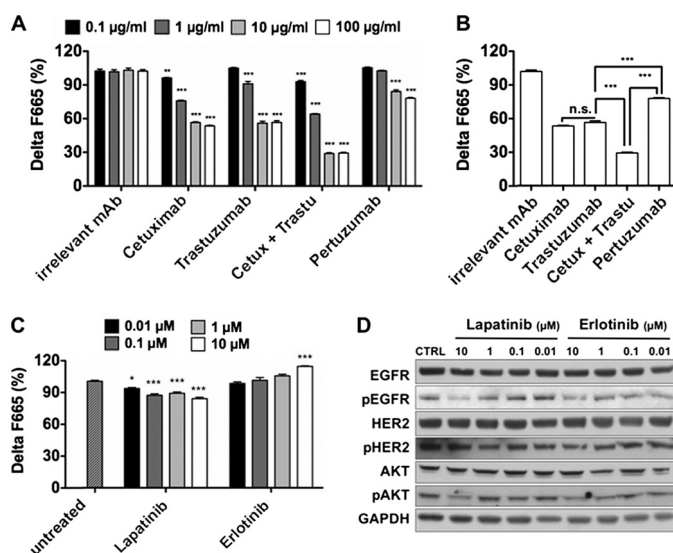 A
0.1 µg/ml 1 µg/ml 10 µg/ml 100 µg/ml
Delta F665 (%)
120
90
60
30
0
** *** *** ***
*** *** ***
*** *** *** ***
*** ***
irrelevant mAb
Cetuximab
Trastuzumab
Cetux + Trastu
Pertuzumab
B
Delta F665 (%)
120
90
60
30
0
***
*** ***
n.s.
irrelevant mAb
Cetuximab
Trastuzumab
Cetux + Trastu
Pertuzumab
C
0.01 µM 1 µM
0.1 µM 10 µM
Delta F665 (%)
120
90
60
30
0
* *** *** ***
***
untreated
Lapatinib
Erlotinib
D
Lapatinib (µM) Erlotinib (µM)
CTRL 10 1 0.1 0.01 10 1 0.1 0.01
EGFR
pEGFR
HER2
pHER2
AKT
pAKT
GAPDH